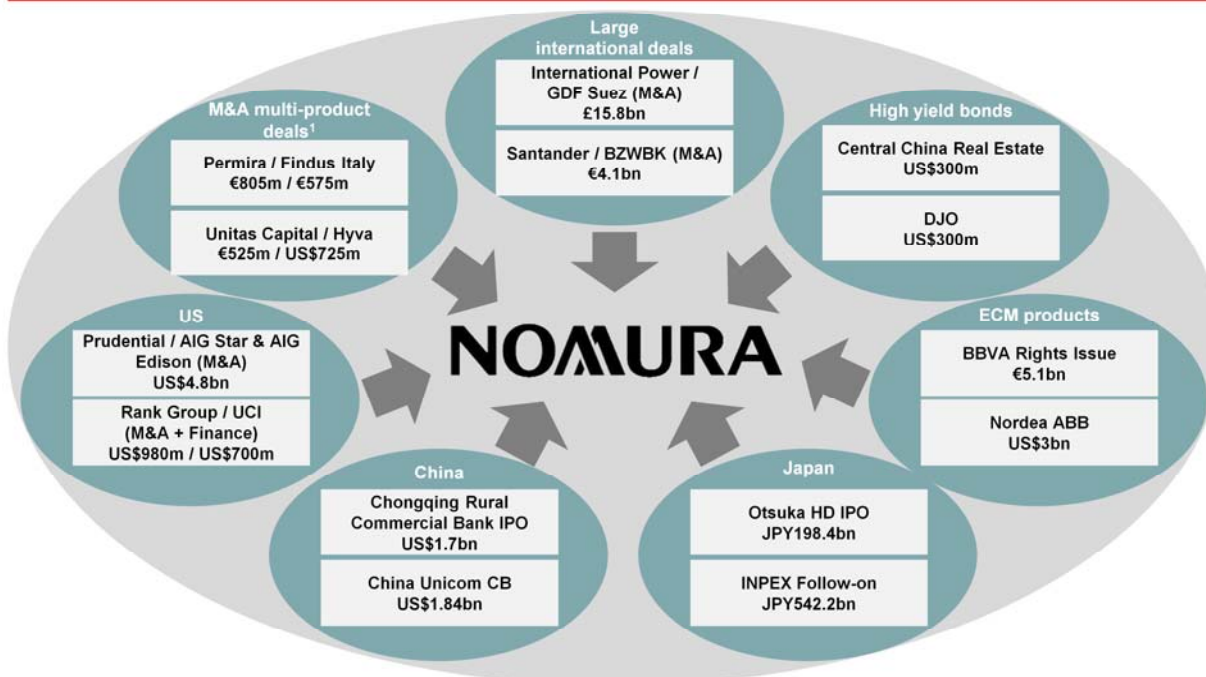 Large
international deals
International Power /
GDF Suez (M&A)
£15.8bn
Santander / BZWBK (M&A)
€4.1bn
M&A multi-product
deals¹
Permira / Findus Italy
€805m / €575m
Unitas Capital / Hyva
€525m / US$725m
High yield bonds
Central China Real Estate
US$300m
DJO
US$300m
US
Prudential / AIG Star & AIG
Edison (M&A)
US$4.8bn
Rank Group / UCI
(M&A + Finance)
US$980m / US$700m
NOMURA
ECM products
BBVA Rights Issue
€5.1bn
Nordea ABB
US$3bn
China
Chongqing Rural
Commercial Bank IPO
US$1.7bn
China Unicom CB
US$1.84bn
Japan
Otsuka HD IPO
JPY198.4bn
INPEX Follow-on
JPY542.2bn